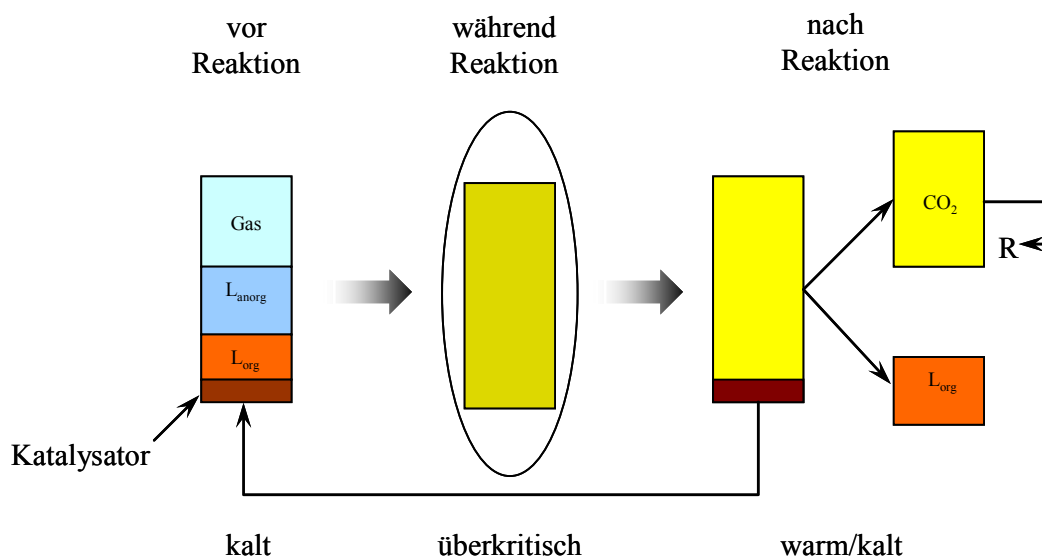 vor
Reaktion
während
Reaktion
nach
Reaktion
Gas
L_anorg
L_org
Katalysator
CO₂
R
L_org
kalt
überkritisch
warm/kalt